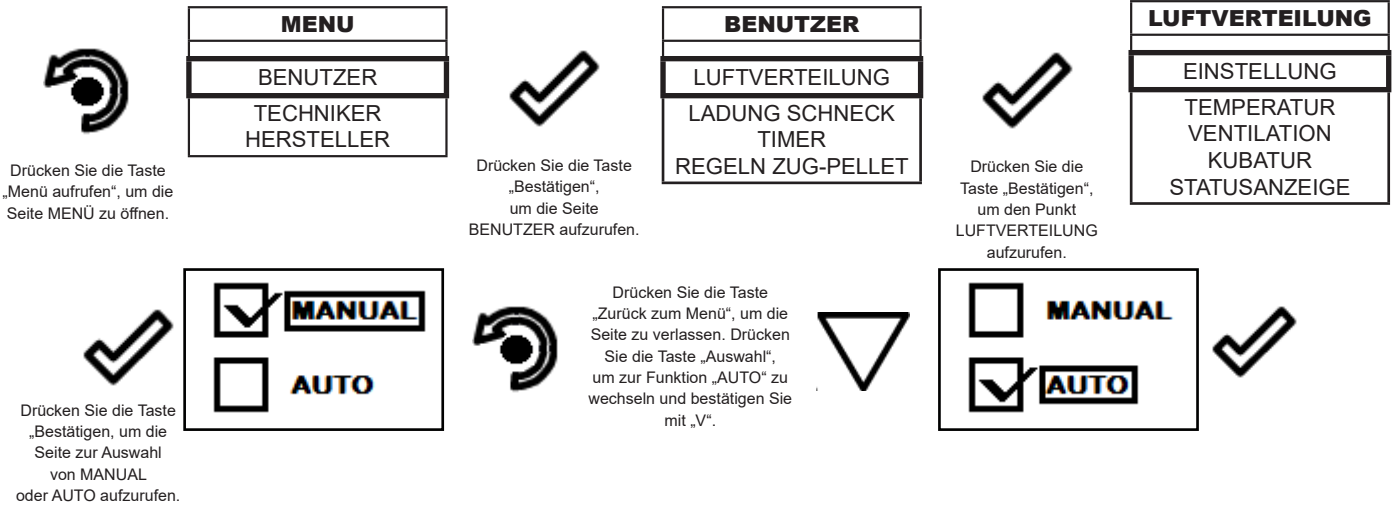 Drücken Sie die Taste
„Menü aufrufen“, um die
Seite MENÜ zu öffnen.
MENU
BENUTZER
TECHNIKER
HERSTELLER
Drücken Sie die Taste
„Bestätigen“,
um die Seite
BENUTZER aufzurufen.
BENUTZER
LUFTVERTEILUNG
LADUNG SCHNECK
TIMER
REGELN ZUG-PELLET
Drücken Sie die
Taste „Bestätigen“,
um den Punkt
LUFTVERTEILUNG
aufzurufen.
LUFTVERTEILUNG
EINSTELLUNG
TEMPERATUR
VENTILATION
KUBATUR
STATUSANZEIGE
Drücken Sie die Taste
„Bestätigen, um die
Seite zur Auswahl
von MANUAL
oder AUTO aufzurufen.
MANUAL
AUTO
Drücken Sie die Taste
„Zurück zum Menü“, um die
Seite zu verlassen. Drücken
Sie die Taste „Auswahl“,
um zur Funktion „AUTO“ zu
wechseln und bestätigen Sie
mit „V“.
MANUAL
AUTO